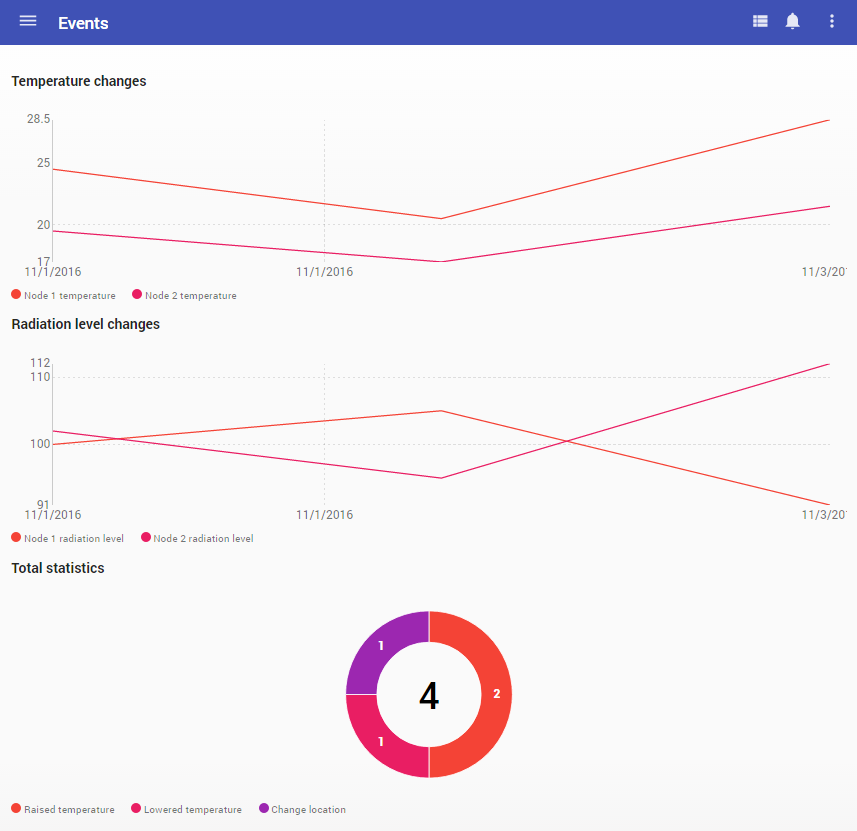 Events
Temperature changes
28.5
25
20
17
11/1/2016 11/1/2016 11/3/201
Node 1 temperature Node 2 temperature
Radiation level changes
112
110
100
91
11/1/2016 11/1/2016 11/3/201
Node 1 radiation level Node 2 radiation level
Total statistics
1
4 2
1
Raised temperature Lowered temperature Change location